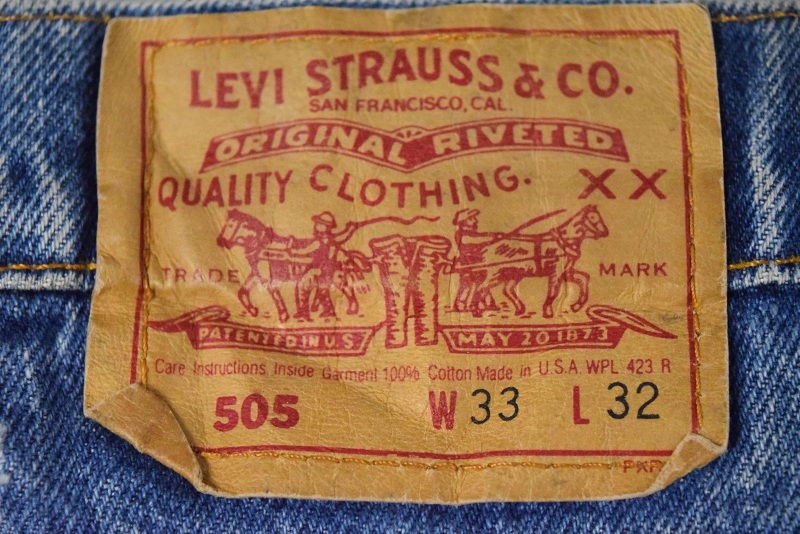 LEVI STRAUSS & CO.
SAN FRANCISCO, CAL.
ORIGINAL RIVETED
QUALITY CLOTHING. XX
TRADE MARK
PATENTED IN U.S. MAY 20 1873
Care Instructions Inside Garment 100% Cotton Made in U.S.A. WPL 423 R
505 W 33 L 32